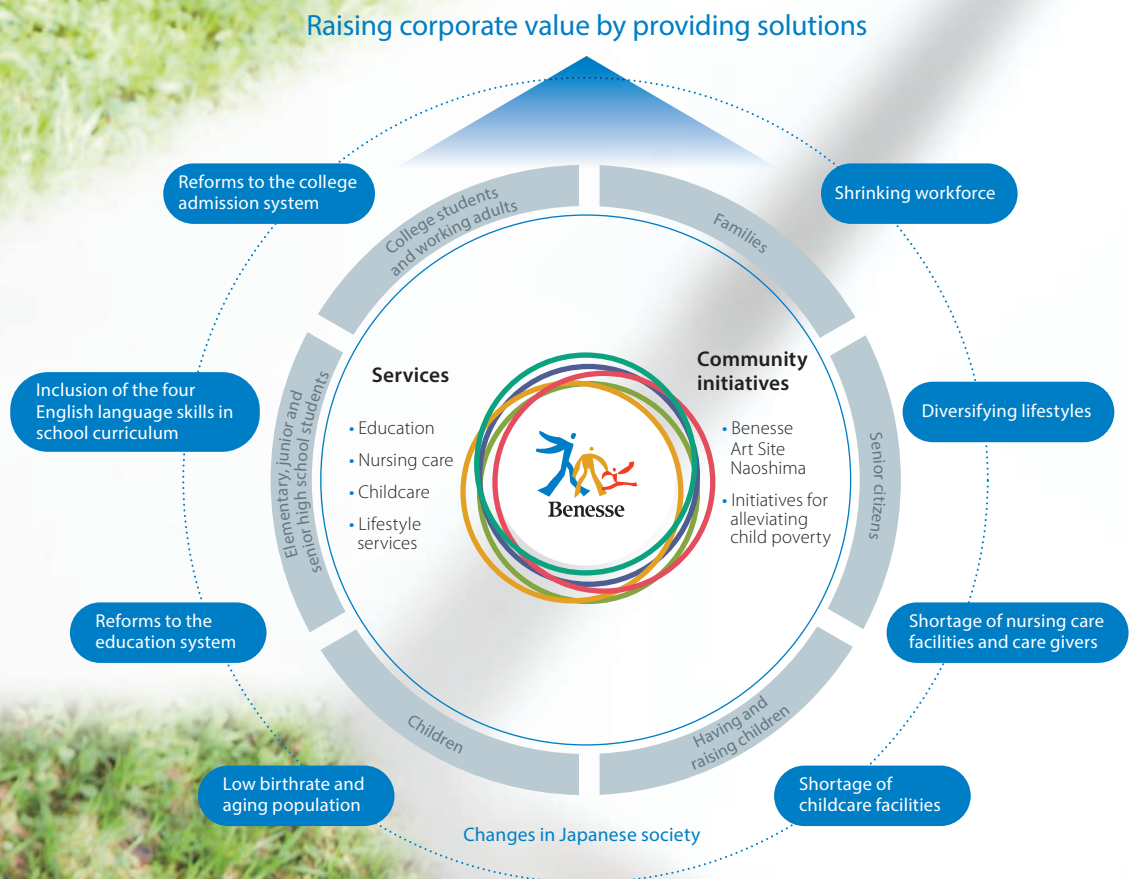 Raising corporate value by providing solutions
Reforms to the college
admission system
Shrinking workforce
College students
and working adults
Families
Inclusion of the four
English language skills in
school curriculum
Elementary, junior and
senior high school students
Services
• Education
• Nursing care
• Childcare
• Lifestyle
services
Benesse
Community
initiatives
• Benesse
Art Site
Naoshima
• Initiatives for
alleviating
child poverty
Senior citizens
Diversifying lifestyles
Reforms to the
education system
Shortage of nursing care
facilities and care givers
Children
Having and
raising children
Low birthrate and
aging population
Shortage of
childcare facilities
Changes in Japanese society